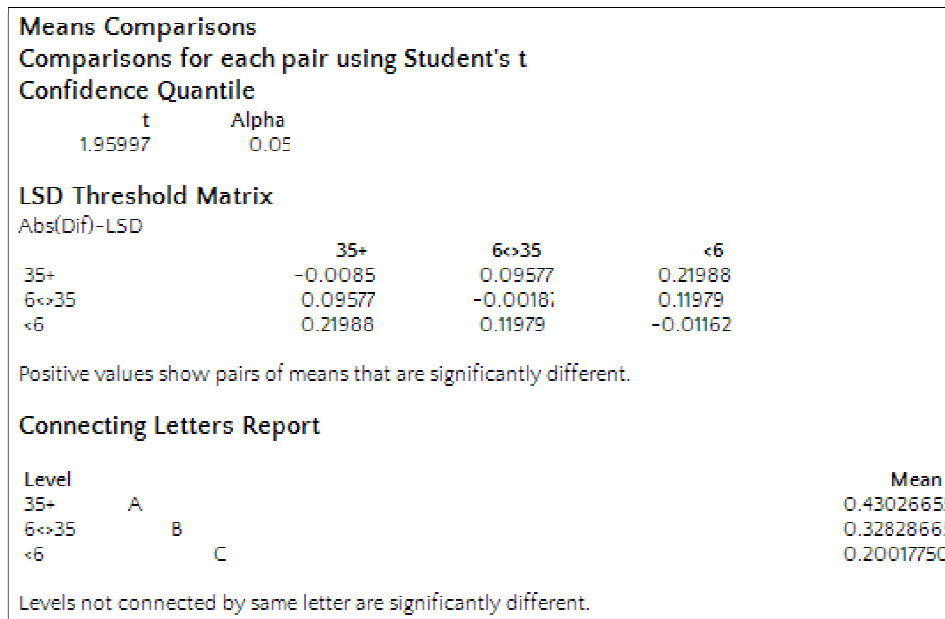 Means Comparisons
Comparisons for each pair using Student's t
Confidence Quantile
t Alpha
1.95997 0.05
LSD Threshold Matrix
Abs(Dif)-LSD
35+ 6<>35 <6
35+ -0.0085 0.09577 0.21988
6<>35 0.09577 0.11979
<6 0.21988 0.11979 -0.01162
Positive values show pairs of means that are significantly different.
Connecting Letters Report
Level Mean
35+ A
6<>35 B
<6 C
Levels not connected by same letter are significantly different.